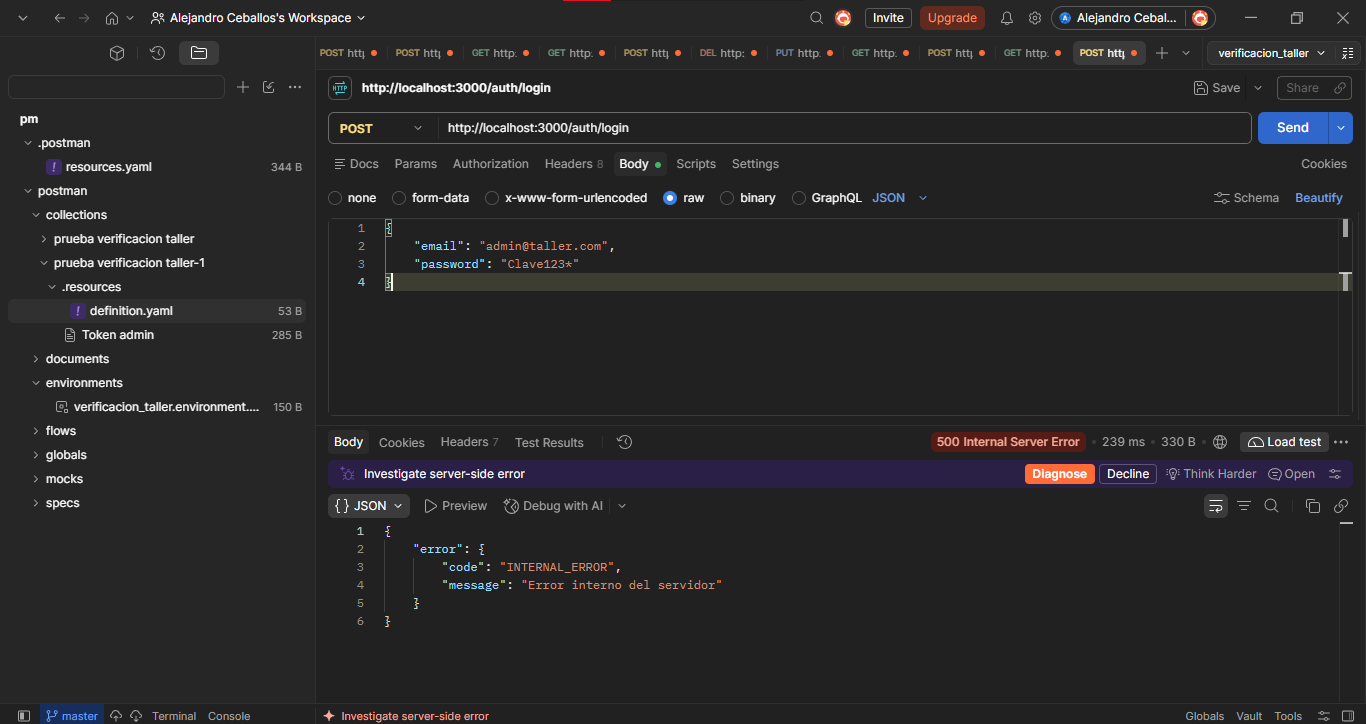 Alejandro Ceballos's Workspace
Invite
Upgrade
Alejandro Cebal...
POST htt
POST htt
GET http:
GET http:
POST htt
DEL http:
PUT http:
GET http:
POST htt
GET http:
POST htt
verificacion_taller
HTTP
http://localhost:3000/auth/login
Save
Share
pm
.postman
resources.yaml 344 B
postman
collections
prueba verificacion taller
prueba verificacion taller-1
.resources
definition.yaml 53 B
Token admin 285 B
documents
environments
verificacion_taller.environment.... 150 B
flows
globals
mocks
specs
POST http://localhost:3000/auth/login
Send
Docs Params Authorization Headers 8 Body Scripts Settings
Cookies
none form-data x-www-form-urlencoded raw binary GraphQL JSON
Schema Beautify
1 {
2 "email": "admin@taller.com",
3 "password": "Clave123*"
4 }
Body Cookies Headers 7 Test Results
500 Internal Server Error • 239 ms • 330 B
Load test
Investigate server-side error
Diagnose
Decline
Think Harder
Open
{} JSON Preview Debug with AI
1 {
2 "error": {
3 "code": "INTERNAL_ERROR",
4 "message": "Error interno del servidor"
5 }
6 }
master
Terminal Console
Investigate server-side error
Globals Vault Tools